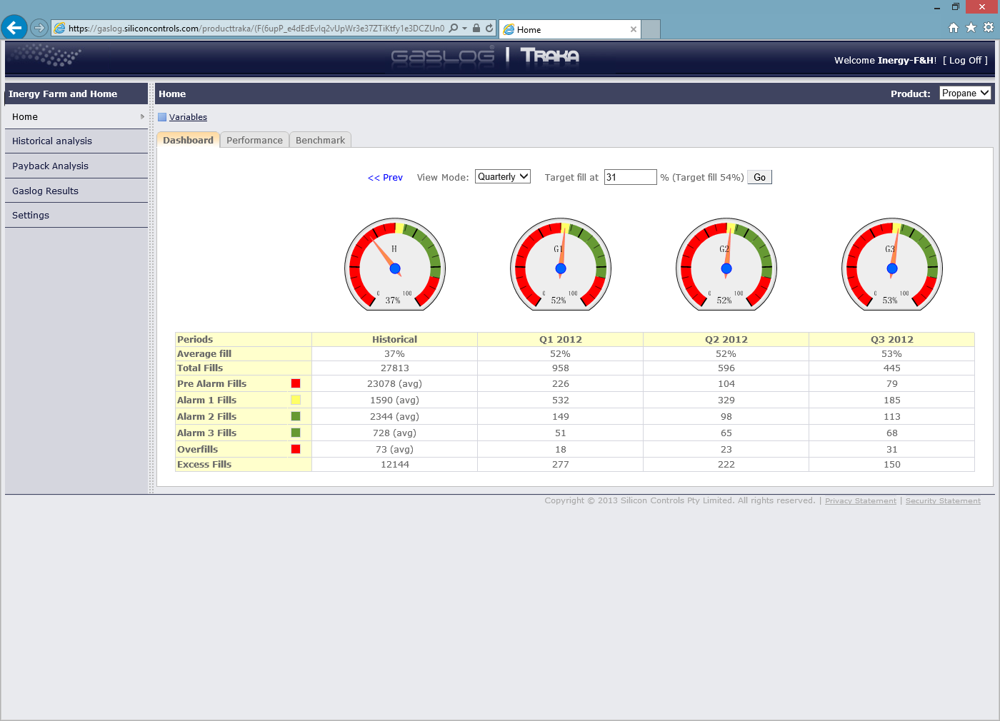 https://gaslog.siliconcontrols.com/producttraka/(F(6upP_e4dEdEvIq2vUpWr3e37ZTiKtfy1e3DCZUn0
Home
GASLOG® | TRAKA
Welcome Inergy-F&H! [ Log Off ]
Inergy Farm and Home
Home
Product: Propane
Home
Historical analysis
Payback Analysis
Gaslog Results
Settings
Variables
Dashboard Performance Benchmark
<< Prev View Mode: Quarterly Target fill at 31 % (Target fill 54%) Go
H G1 G2 G3
0 100 0 100 0 100 0 100
37% 52% 52% 53%
Periods Historical Q1 2012 Q2 2012 Q3 2012
Average fill 37% 52% 52% 53%
Total Fills 27813 958 596 445
Pre Alarm Fills 23078 (avg) 226 104 79
Alarm 1 Fills 1590 (avg) 532 329 185
Alarm 2 Fills 2344 (avg) 149 98 113
Alarm 3 Fills 728 (avg) 51 65 68
Overfills 73 (avg) 18 23 31
Excess Fills 12144 277 222 150
Copyright © 2013 Silicon Controls Pty Limited. All rights reserved. | Privacy Statement | Security Statement